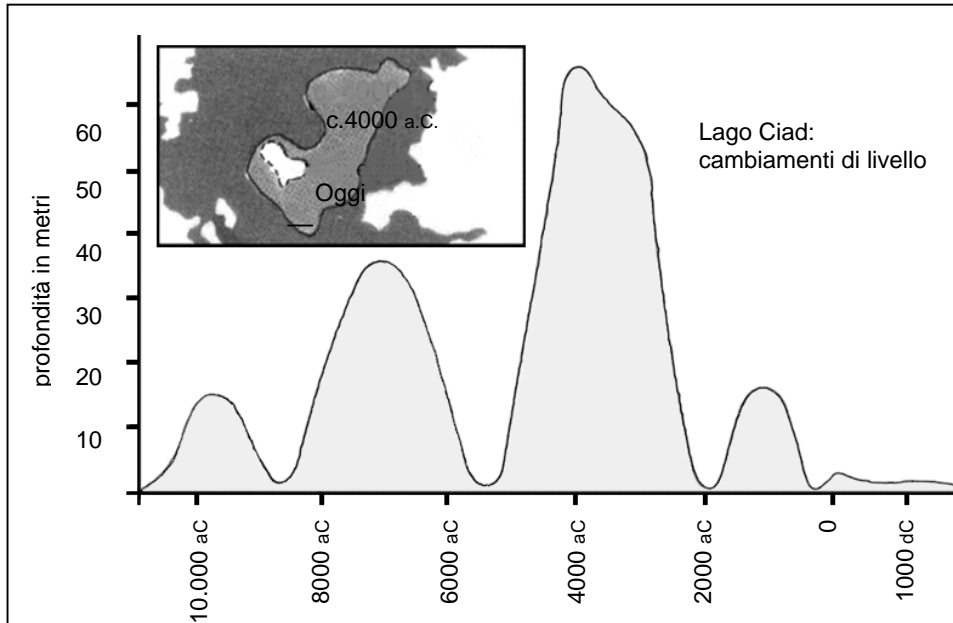 c.4000 a.C.
Oggi
Lago Ciad:
cambiamenti di livello
profondità in metri
60
50
40
30
20
10
10.000 aC
8000 aC
6000 aC
4000 aC
2000 aC
0
1000 dC